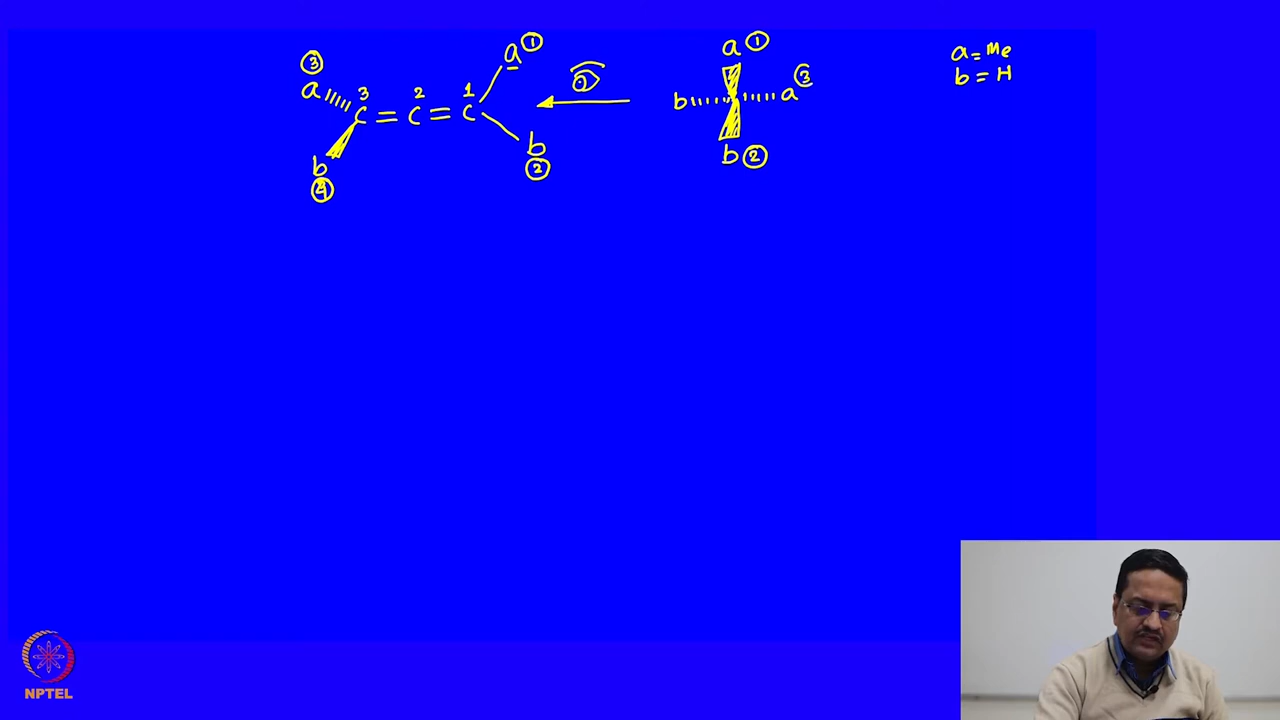 a ①
③
a 3 2 1
C = C = C
b ④
b ②
a ①
b a ③
b ②
a = Me
b = H
NPTEL